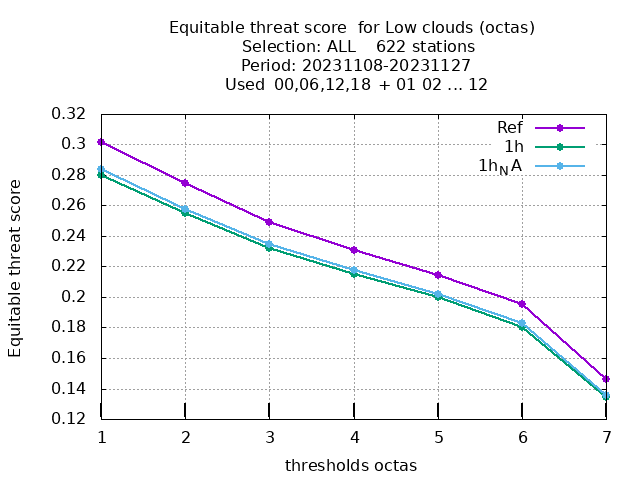 Equitable threat score  for Low clouds (octas)
Selection: ALL    622 stations
Period: 20231108-20231127
Used  00,06,12,18 + 01 02 ... 12
Equitable threat score
0.32
0.3
0.28
0.26
0.24
0.22
0.2
0.18
0.16
0.14
0.12
Ref
1h
1hNA
1 2 3 4 5 6 7
thresholds octas